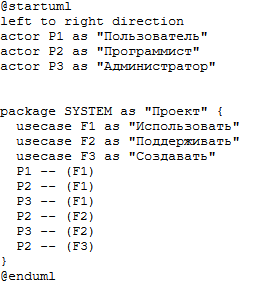 @startuml
left to right direction
actor P1 as "Пользователь"
actor P2 as "Программист"
actor P3 as "Администратор"
package SYSTEM as "Проект" {
usecase F1 as "Использовать"
usecase F2 as "Поддерживать"
usecase F3 as "Создавать"
P1 -- (F1)
P2 -- (F1)
P3 -- (F1)
P2 -- (F2)
P3 -- (F2)
P2 -- (F3)
}
@enduml